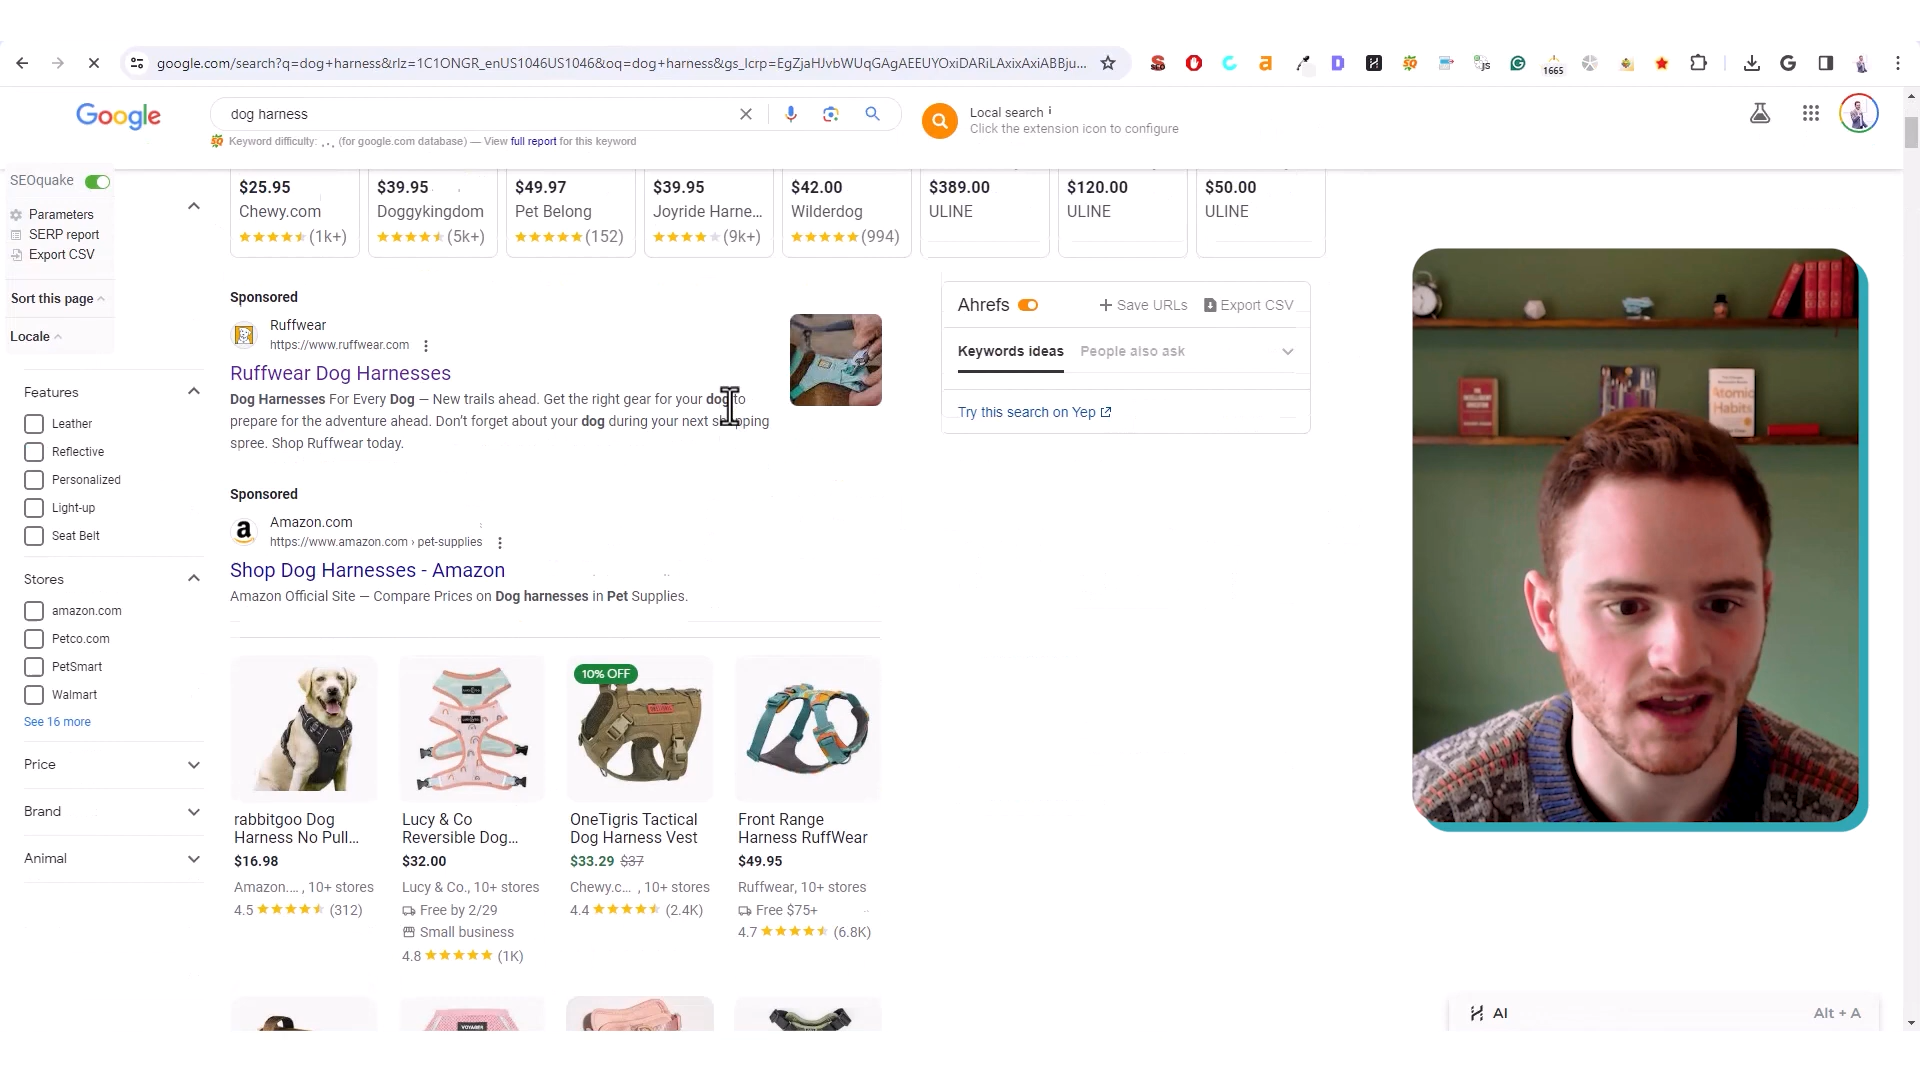 google.com/search?q=dog+harness&rlz=1C1ONGR_enUS1046US1046&oq=dog+harness&gs_lcrp=EgZjaHJvbWUqGAgAEEUYOxiDARiLAxixAxiABBju...
1665
Google
dog harness
Local search i
Click the extension icon to configure
Keyword difficulty: (for google.com database) — View full report for this keyword
SEOquake
Parameters
SERP report
Export CSV
Sort this page
Locale
Features
Leather
Reflective
Personalized
Light-up
Seat Belt
Stores
amazon.com
Petco.com
PetSmart
Walmart
See 16 more
Price
Brand
Animal
$25.95 $39.95 $49.97 $39.95 $42.00 $389.00 $120.00 $50.00
Chewy.com Doggykingdom Pet Belong Joyride Harne... Wilderdog ULINE ULINE ULINE
(1k+) (5k+) (152) (9k+) (994)
Sponsored
Ruffwear
https://www.ruffwear.com
Ruffwear Dog Harnesses
Dog Harnesses For Every Dog — New trails ahead. Get the right gear for your dog to
prepare for the adventure ahead. Don't forget about your dog during your next shopping
spree. Shop Ruffwear today.
Sponsored
Amazon.com
https://www.amazon.com › pet-supplies
Shop Dog Harnesses - Amazon
Amazon Official Site — Compare Prices on Dog harnesses in Pet Supplies.
Ahrefs
Save URLs
Export CSV
Keywords ideas
People also ask
Try this search on Yep
10% OFF
rabbitgoo Dog
Harness No Pull...
$16.98
Amazon.... , 10+ stores
4.5 (312)
Lucy & Co
Reversible Dog...
$32.00
Lucy & Co., 10+ stores
Free by 2/29
Small business
4.8 (1K)
OneTigris Tactical
Dog Harness Vest
$33.29 $37
Chewy.c... , 10+ stores
4.4 (2.4K)
Front Range
Harness RuffWear
$49.95
Ruffwear, 10+ stores
Free $75+
4.7 (6.8K)
VOYAGER
Atomic
Habits
AI
Alt + A